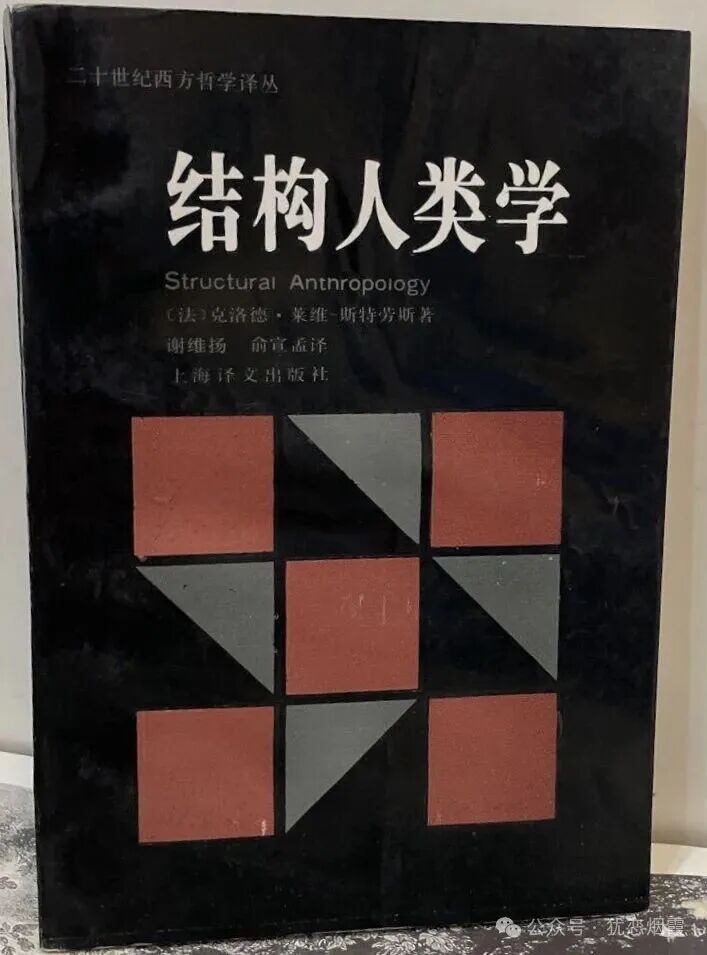 二十世纪西方哲学译丛
结构人类学
Structural Anthropology
〔法〕克洛德·莱维-斯特劳斯著
谢维扬 俞宣孟译
上海译文出版社
公众号 犹恋烟霞